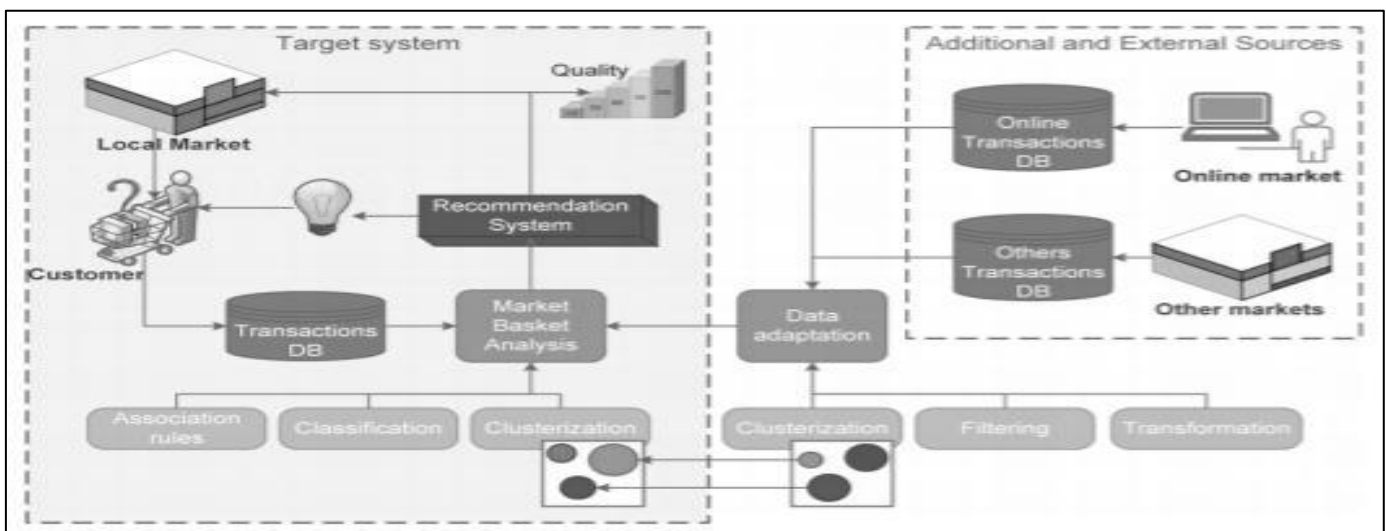 Target system
Additional and External Sources
Quality
Local Market
Online
Transactions
DB
Online market
Recommendation
System
Customer
Others
Transactions
DB
Other markets
Transactions
DB
Market
Basket
Analysis
Data
adaptation
Association
rules
Classification
Clusterization
Clusterization
Filtering
Transformation